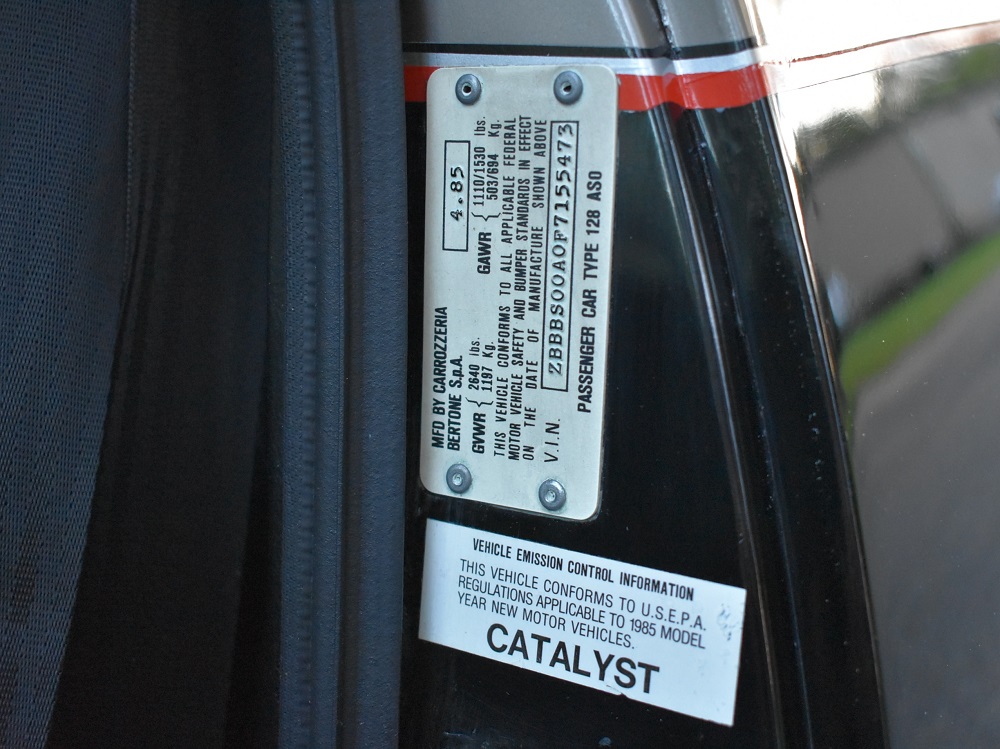 MFD BY CARROZZERIA
BERTONE S.p.A.
4.85
GVWR { 2640 lbs. 1197 Kg.
GAWR { 1110/1530 lbs. 503/694 Kg.
THIS VEHICLE CONFORMS TO ALL APPLICABLE FEDERAL
MOTOR VEHICLE SAFETY AND BUMPER STANDARDS IN EFFECT
ON THE DATE OF MANUFACTURE SHOWN ABOVE
V.I.N. ZBBBS00A0F7155473
PASSENGER CAR TYPE 128 AS0
VEHICLE EMISSION CONTROL INFORMATION
THIS VEHICLE CONFORMS TO U.S.E.P.A.
REGULATIONS APPLICABLE TO 1985 MODEL
YEAR NEW MOTOR VEHICLES.
CATALYST